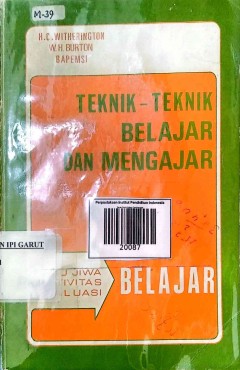 M-39
H.C. WITHERINGTON
W.H. BURTON
BAPEMSI
TEKNIK-TEKNIK
BELAJAR
DAN MENGAJAR
Perpustakaan Institut Pendidikan Indonesia
20087
N IPI GARUT
JIWA
IVITAS
LUASI
BELAJAR